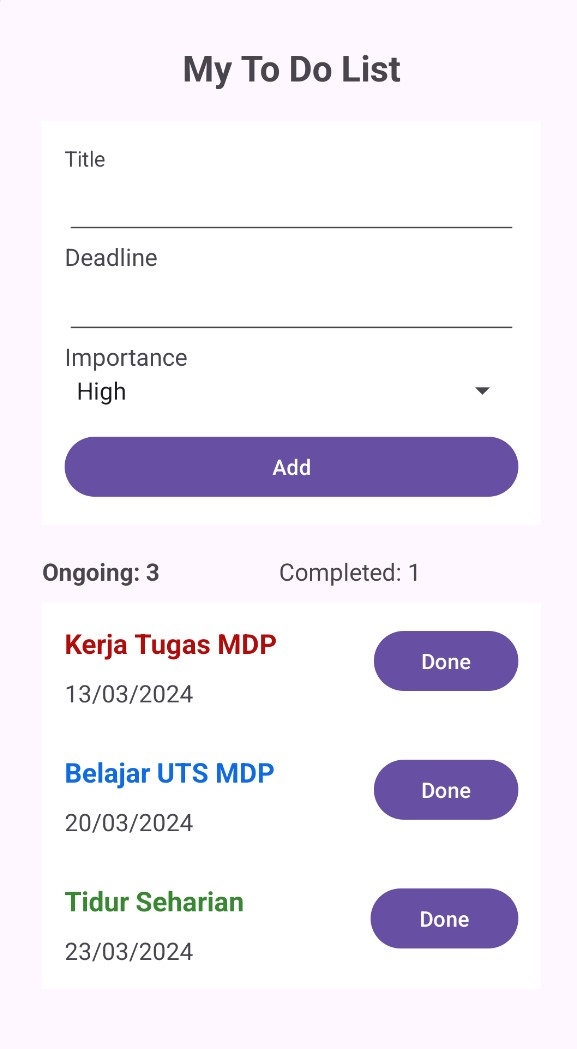 My To Do List
Title
Deadline
Importance
High
Add
Ongoing: 3 Completed: 1
Kerja Tugas MDP Done
13/03/2024
Belajar UTS MDP Done
20/03/2024
Tidur Seharian Done
23/03/2024